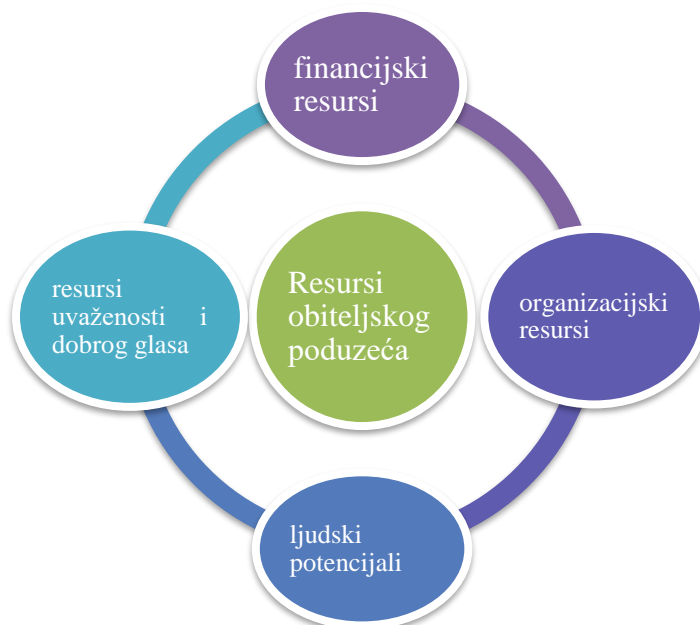 financijski
resursi
resursi
uvaženosti i
dobrog glasa
Resursi
obiteljskog
poduzeća
organizacijski
resursi
ljudski
potencijali